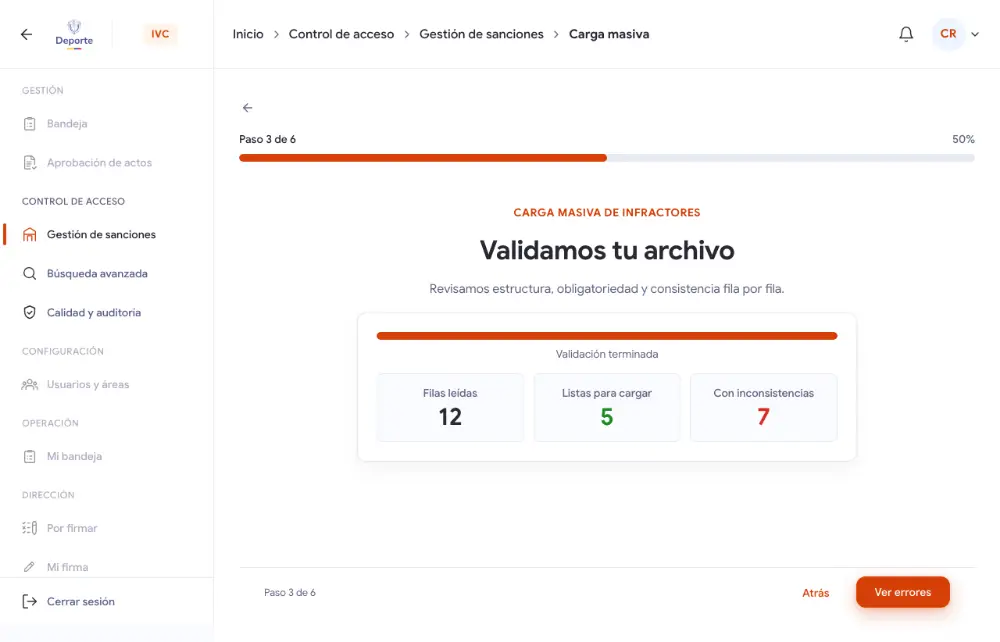 Deporte
IVC
Inicio > Control de acceso > Gestión de sanciones > Carga masiva
CR
GESTIÓN
Bandeja
Aprobación de actos
CONTROL DE ACCESO
Gestión de sanciones
Búsqueda avanzada
Calidad y auditoria
CONFIGURACIÓN
Usuarios y áreas
OPERACIÓN
Mi bandeja
DIRECCIÓN
Por firmar
Mi firma
Cerrar sesión
Paso 3 de 6
50%
CARGA MASIVA DE INFRACTORES
Validamos tu archivo
Revisamos estructura, obligatoriedad y consistencia fila por fila.
Validación terminada
Filas leídas
12
Listas para cargar
5
Con inconsistencias
7
Paso 3 de 6
Atrás
Ver errores